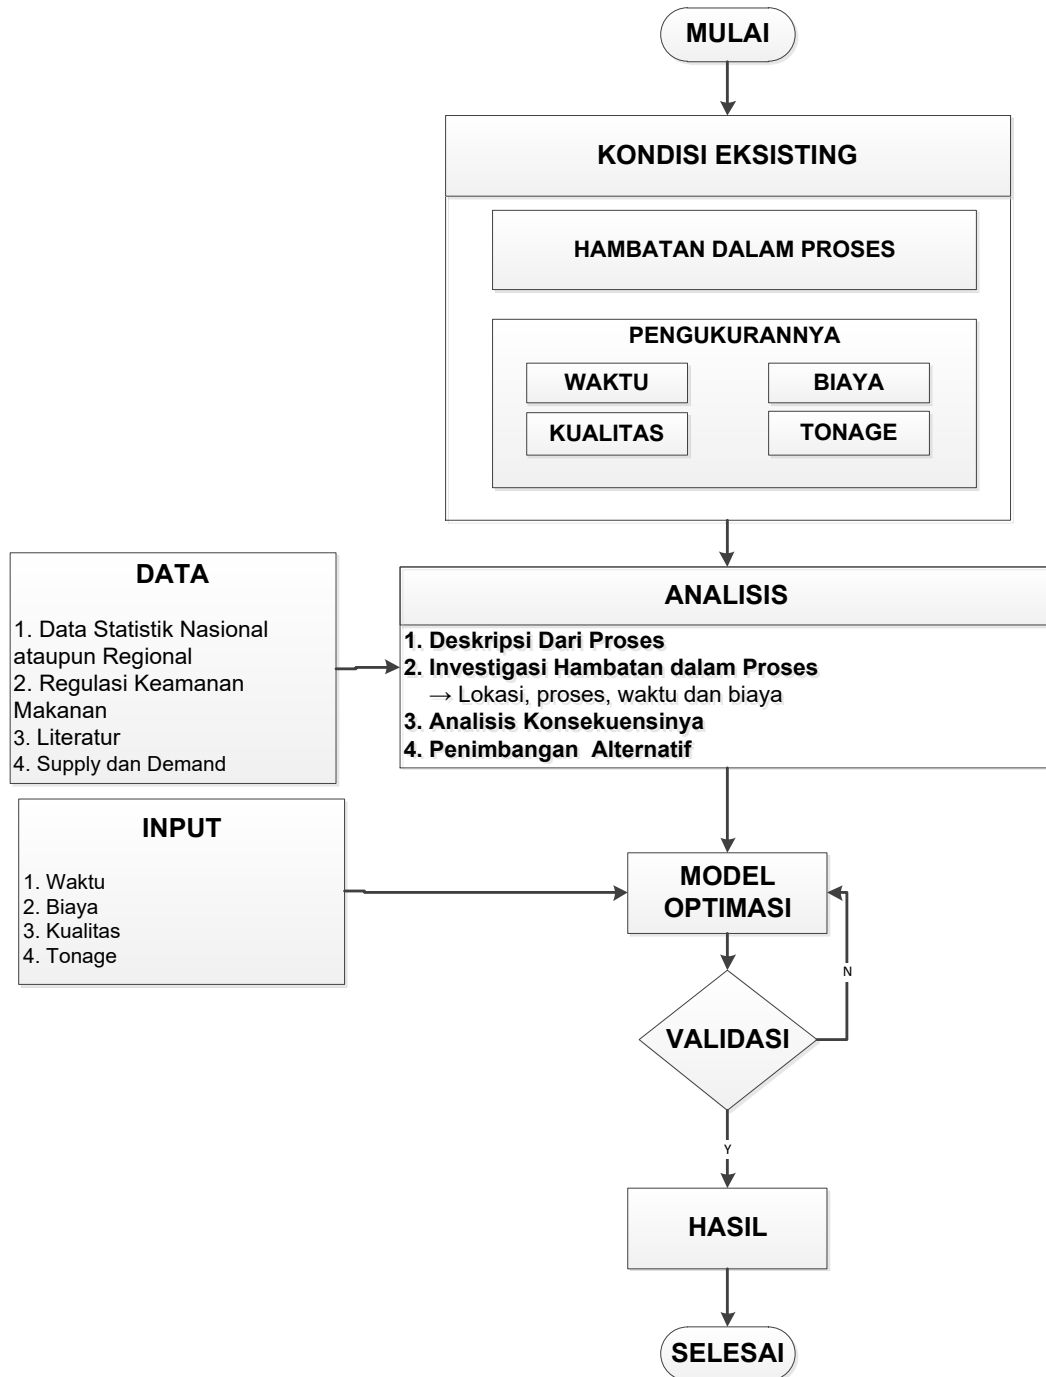 MULAI
KONDISI EKSISTING
HAMBATAN DALAM PROSES
PENGUKURANNYA
WAKTU
BIAYA
KUALITAS
TONAGE
DATA
1. Data Statistik Nasional
ataupun Regional
2. Regulasi Keamanan
Makanan
3. Literatur
4. Supply dan Demand
ANALISIS
1. Deskripsi Dari Proses
2. Investigasi Hambatan dalam Proses
→ Lokasi, proses, waktu dan biaya
3. Analisis Konsekuensinya
4. Penimbangan Alternatif
INPUT
1. Waktu
2. Biaya
3. Kualitas
4. Tonage
MODEL
OPTIMASI
N
VALIDASI
Y
HASIL
SELESAI